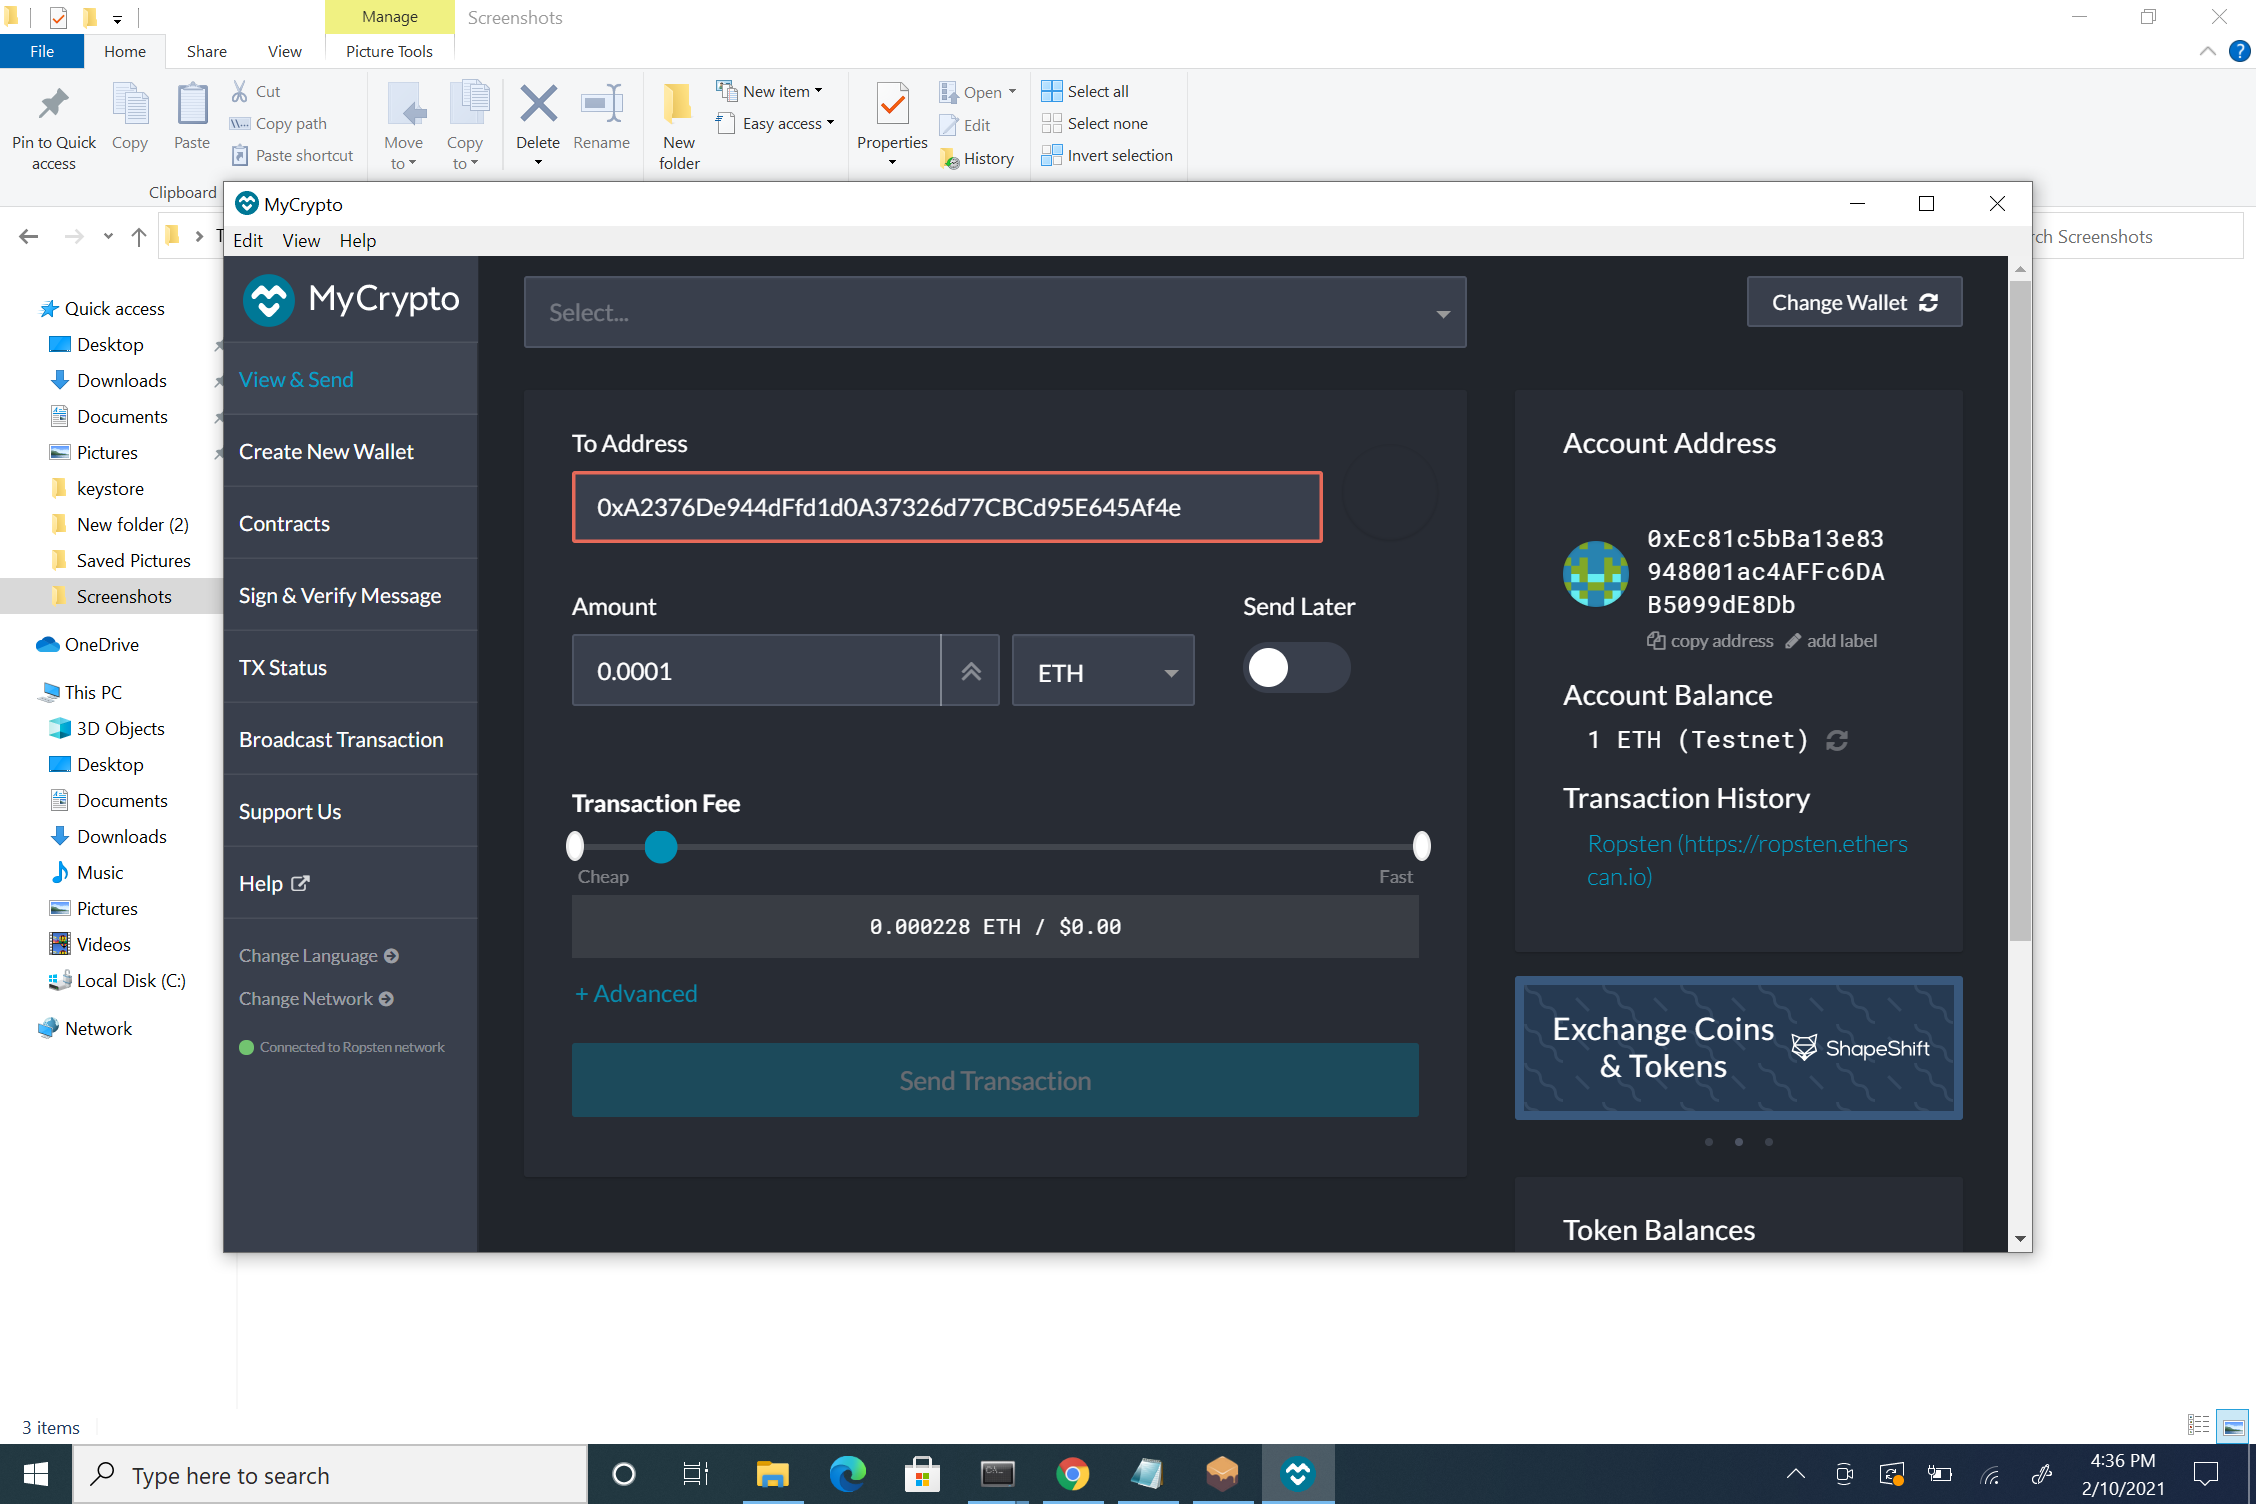 Manage
Screenshots
File
Home
Share
View
Picture Tools
Pin to Quick
access
Copy
Paste
Cut
Copy path
Paste shortcut
Clipboard
Move
to
Copy
to
Delete
Rename
New
folder
New item
Easy access
Properties
Open
Edit
History
Select all
Select none
Invert selection
T
rch Screenshots
Quick access
Desktop
Downloads
Documents
Pictures
keystore
New folder (2)
Saved Pictures
Screenshots
OneDrive
This PC
3D Objects
Desktop
Documents
Downloads
Music
Pictures
Videos
Local Disk (C:)
Network
3 items
MyCrypto
Edit
View
Help
MyCrypto
View & Send
Create New Wallet
Contracts
Sign & Verify Message
TX Status
Broadcast Transaction
Support Us
Help
Change Language
Change Network
Connected to Ropsten network
Select...
Change Wallet
To Address
0xA2376De944dFfd1d0A37326d77CBCd95E645Af4e
Amount
0.0001
ETH
Send Later
Transaction Fee
Cheap
Fast
0.000228 ETH / $0.00
+ Advanced
Send Transaction
Account Address
0xEc81c5bBa13e83
948001ac4AFFc6DA
B5099dE8Db
copy address
add label
Account Balance
1 ETH (Testnet)
Transaction History
Ropsten (https://ropsten.ethers
can.io)
Exchange Coins
& Tokens
ShapeShift
Token Balances
Type here to search
4:36 PM
2/10/2021